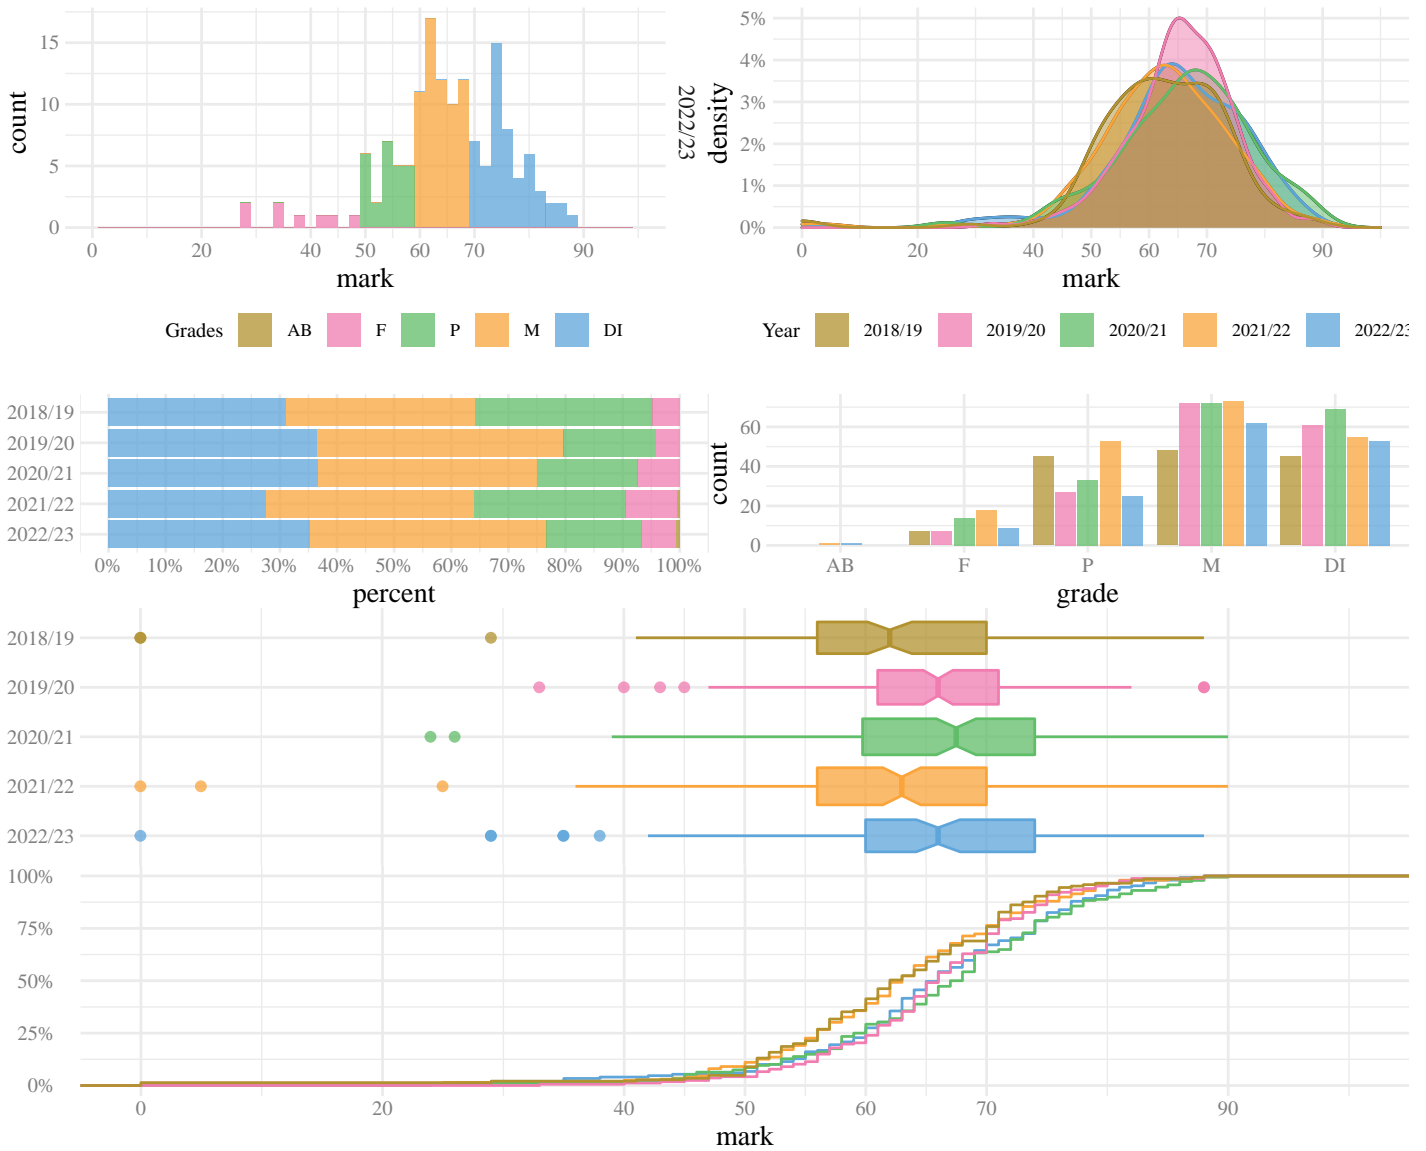 15
10
5
0
count
0 20 40 50 60 70 90
mark
2022/23
Grades AB F P M DI
5%
4%
3%
2%
1%
0%
density
0 20 40 50 60 70 90
mark
Year 2018/19 2019/20 2020/21 2021/22 2022/23
2018/19
2019/20
2020/21
2021/22
2022/23
0% 10% 20% 30% 40% 50% 60% 70% 80% 90% 100%
percent
60
40
20
0
count
AB F P M DI
grade
2018/19
2019/20
2020/21
2021/22
2022/23
100%
75%
50%
25%
0%
0 20 40 50 60 70 90
mark